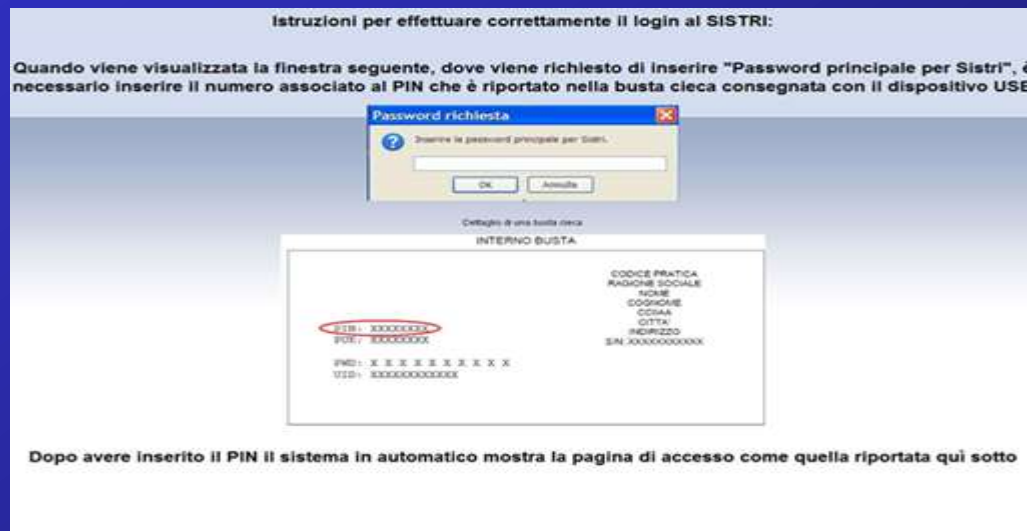 Istruzioni per effettuare correttamente il login al SISTRI:
Quando viene visualizzata la finestra seguente, dove viene richiesto di inserire "Password principale per Sistri", è
necessario inserire il numero associato al PIN che è riportato nella busta cieca consegnata con il dispositivo USB
Password richiesta
Inserire la password principale per Sistri.
OK Annulla
Dettaglio di una busta cieca
INTERNO BUSTA
CODICE PRATICA
RAGIONE SOCIALE
NOME
COGNOME
CCIIAA
CITTA'
INDIRIZZO
S/N: XXXXXXXXXXX
PIN: XXXXXXXX
PUK: XXXXXXXX
PWD: X X X X X X X X X X
UID: XXXXXXXXXXXX
Dopo avere inserito il PIN il sistema in automatico mostra la pagina di accesso come quella riportata quì sotto